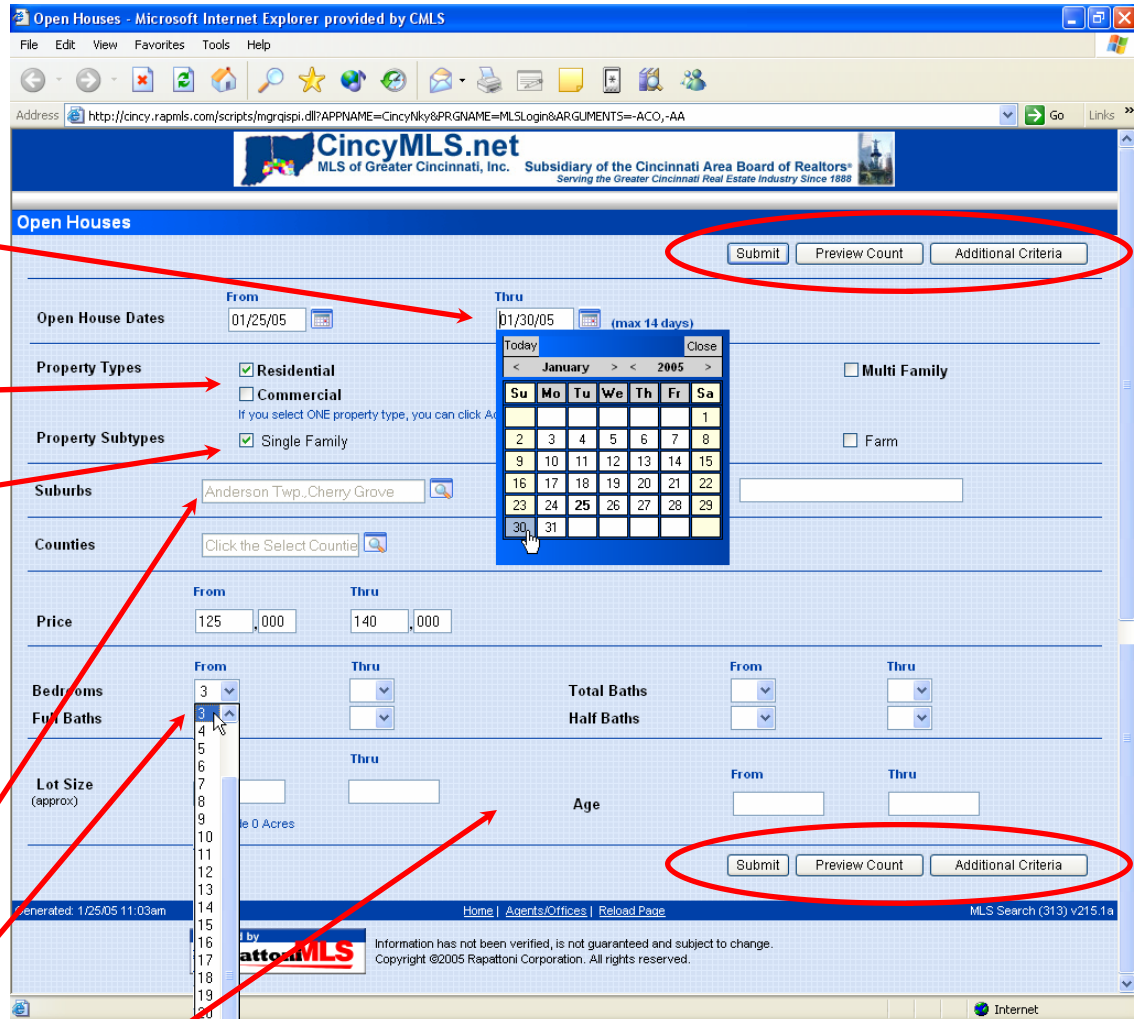 Open Houses - Microsoft Internet Explorer provided by CMLS
File Edit View Favorites Tools Help
Address http://cincy.rapmls.com/scripts/mgrqispi.dll?APPNAME=CincyNky&PRGNAME=MLSLogin&ARGUMENTS=-ACO,-AA Go Links »
CincyMLS.net
MLS of Greater Cincinnati, Inc. Subsidiary of the Cincinnati Area Board of Realtors®
Serving the Greater Cincinnati Real Estate Industry Since 1888
Open Houses
Submit Preview Count Additional Criteria
From Thru
Open House Dates 01/25/05 01/30/05 (max 14 days)
Today Close
< January > < 2005 >
Su Mo Tu We Th Fr Sa
1
2 3 4 5 6 7 8
9 10 11 12 13 14 15
16 17 18 19 20 21 22
23 24 25 26 27 28 29
30 31
Property Types Residential Multi Family
Commercial
If you select ONE property type, you can click
Property Subtypes Single Family Farm
Suburbs Anderson Twp.,Cherry Grove
Counties Click the Select Countie
From Thru
Price 125 ,000 140 ,000
From Thru From Thru
Bedrooms 3 Total Baths
Full Baths Half Baths
3
4
5
6
7
8
9
10
11
12
13
14
15
16
17
18
19
20
Thru From Thru
Lot Size
(approx)
Age
0 Acres
Submit Preview Count Additional Criteria
Generated: 1/25/05 11:03am Home | Agents/Offices | Reload Page MLS Search (313) v215.1a
by
attoniMLS
Information has not been verified, is not guaranteed and subject to change.
Copyright ©2005 Rapattoni Corporation. All rights reserved.
Internet